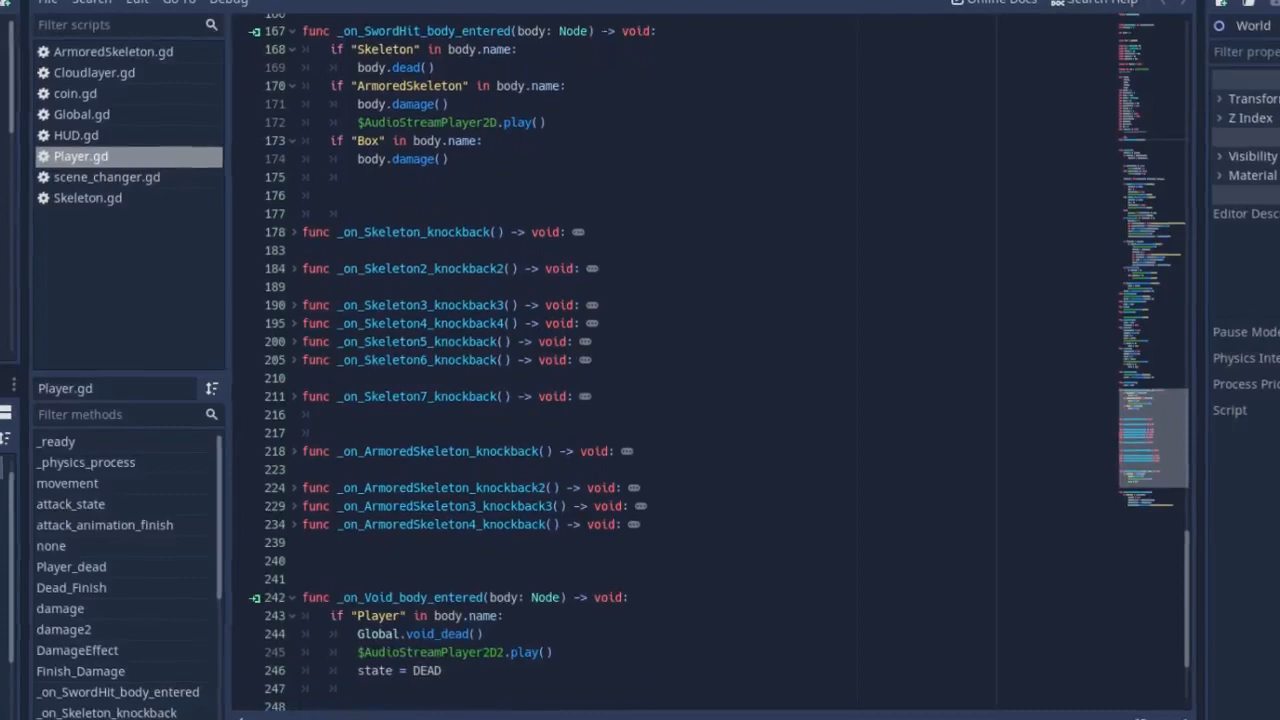 File Search Edit Go To Debug
Online Docs Search Help
Filter scripts
ArmoredSkeleton.gd
Cloudlayer.gd
coin.gd
Global.gd
HUD.gd
Player.gd
scene_changer.gd
Skeleton.gd
Player.gd
Filter methods
_ready
_physics_process
movement
attack_state
attack_animation_finish
none
Player_dead
Dead_Finish
damage
damage2
DamageEffect
Finish_Damage
_on_SwordHit_body_entered
_on_Skeleton_knockback
166
167 func _on_SwordHit_body_entered(body: Node) -> void:
168 if "Skeleton" in body.name:
169 body.dead()
170 if "ArmoredSkeleton" in body.name:
171 body.damage()
172 $AudioStreamPlayer2D.play()
173 if "Box" in body.name:
174 body.damage()
175
176
177
178 func _on_Skeleton_knockback() -> void:
183
184 func _on_Skeleton2_knockback2() -> void:
189
190 func _on_Skeleton3_knockback3() -> void:
195 func _on_Skeleton4_knockback4() -> void:
200 func _on_Skeleton5_knockback() -> void:
205 func _on_Skeleton6_knockback() -> void:
210
211 func _on_Skeleton7_knockback() -> void:
216
217
218 func _on_ArmoredSkeleton_knockback() -> void:
223
224 func _on_ArmoredSkeleton_knockback2() -> void:
229 func _on_ArmoredSkeleton3_knockback3() -> void:
234 func _on_ArmoredSkeleton4_knockback() -> void:
239
240
241
242 func _on_Void_body_entered(body: Node) -> void:
243 if "Player" in body.name:
244 Global.void_dead()
245 $AudioStreamPlayer2D2.play()
246 state = DEAD
247
248
World
Filter prope
Transform
Z Index
Visibility
Material
Editor Desc
Pause Mode
Physics Inte
Process Prio
Script